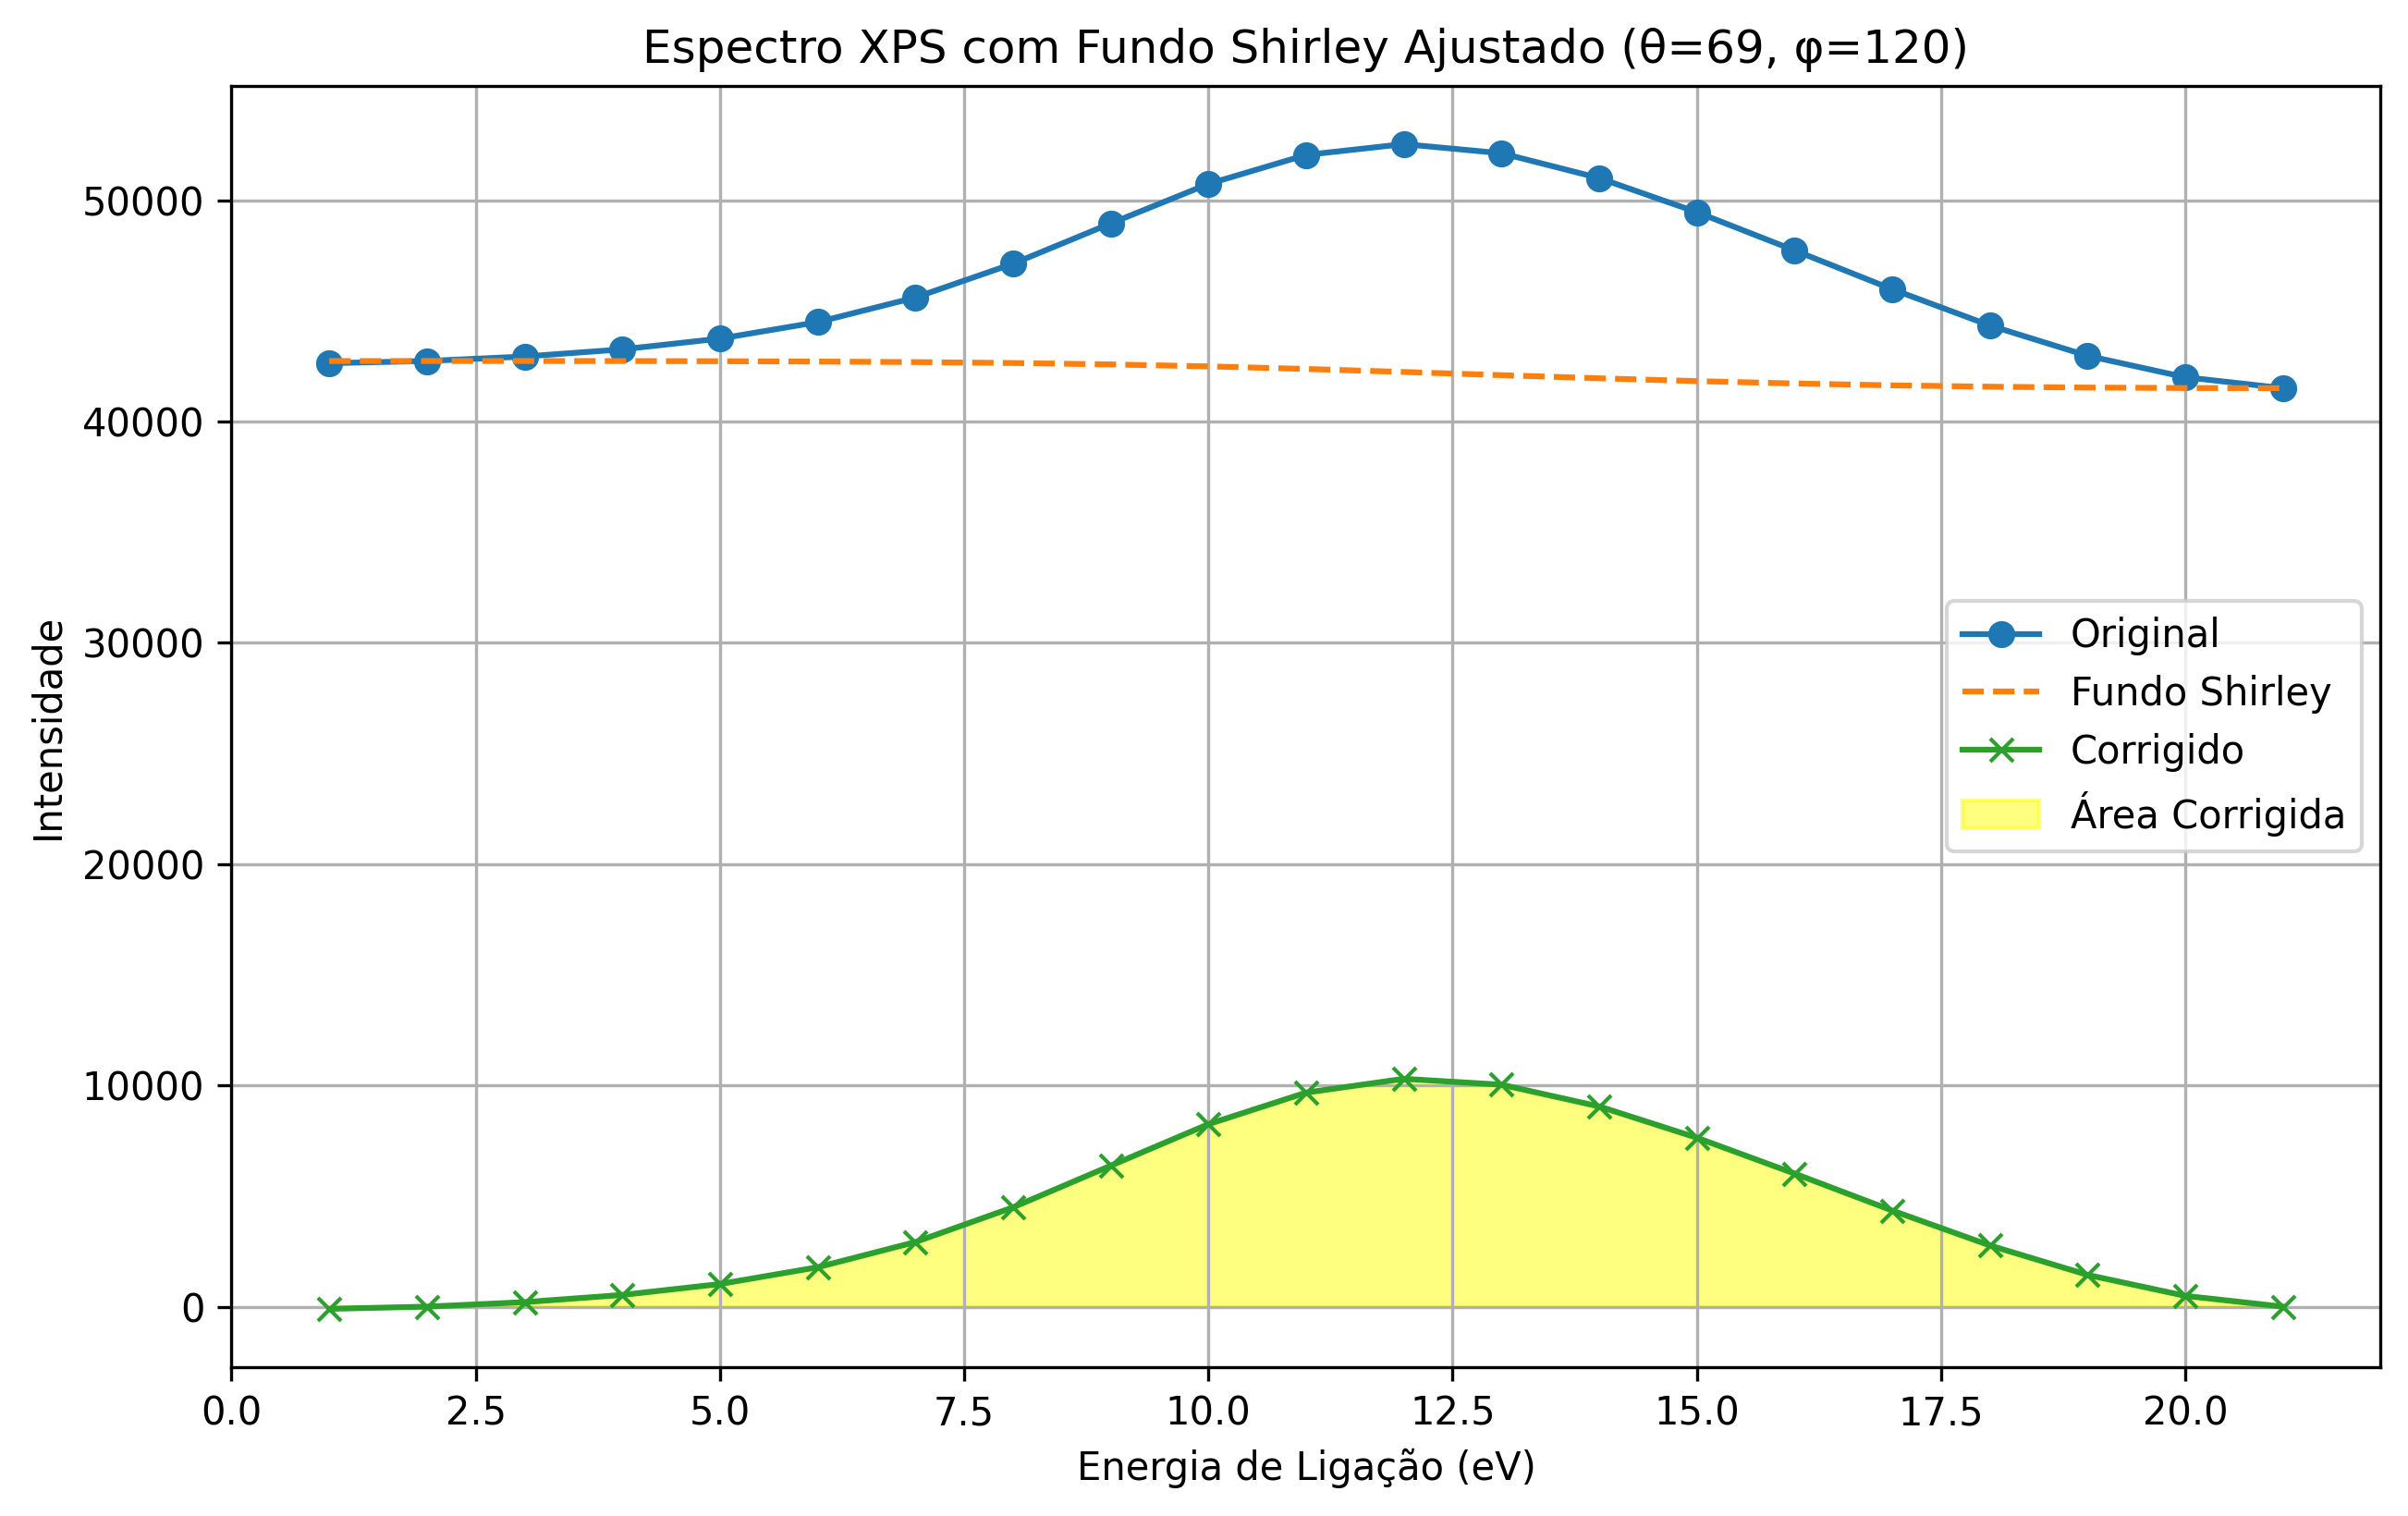 Espectro XPS com Fundo Shirley Ajustado (θ=69, φ=120)
50000
40000
30000
20000
10000
0
Intensidade
Original
Fundo Shirley
Corrigido
Área Corrigida
0.0 2.5 5.0 7.5 10.0 12.5 15.0 17.5 20.0
Energia de Ligação (eV)